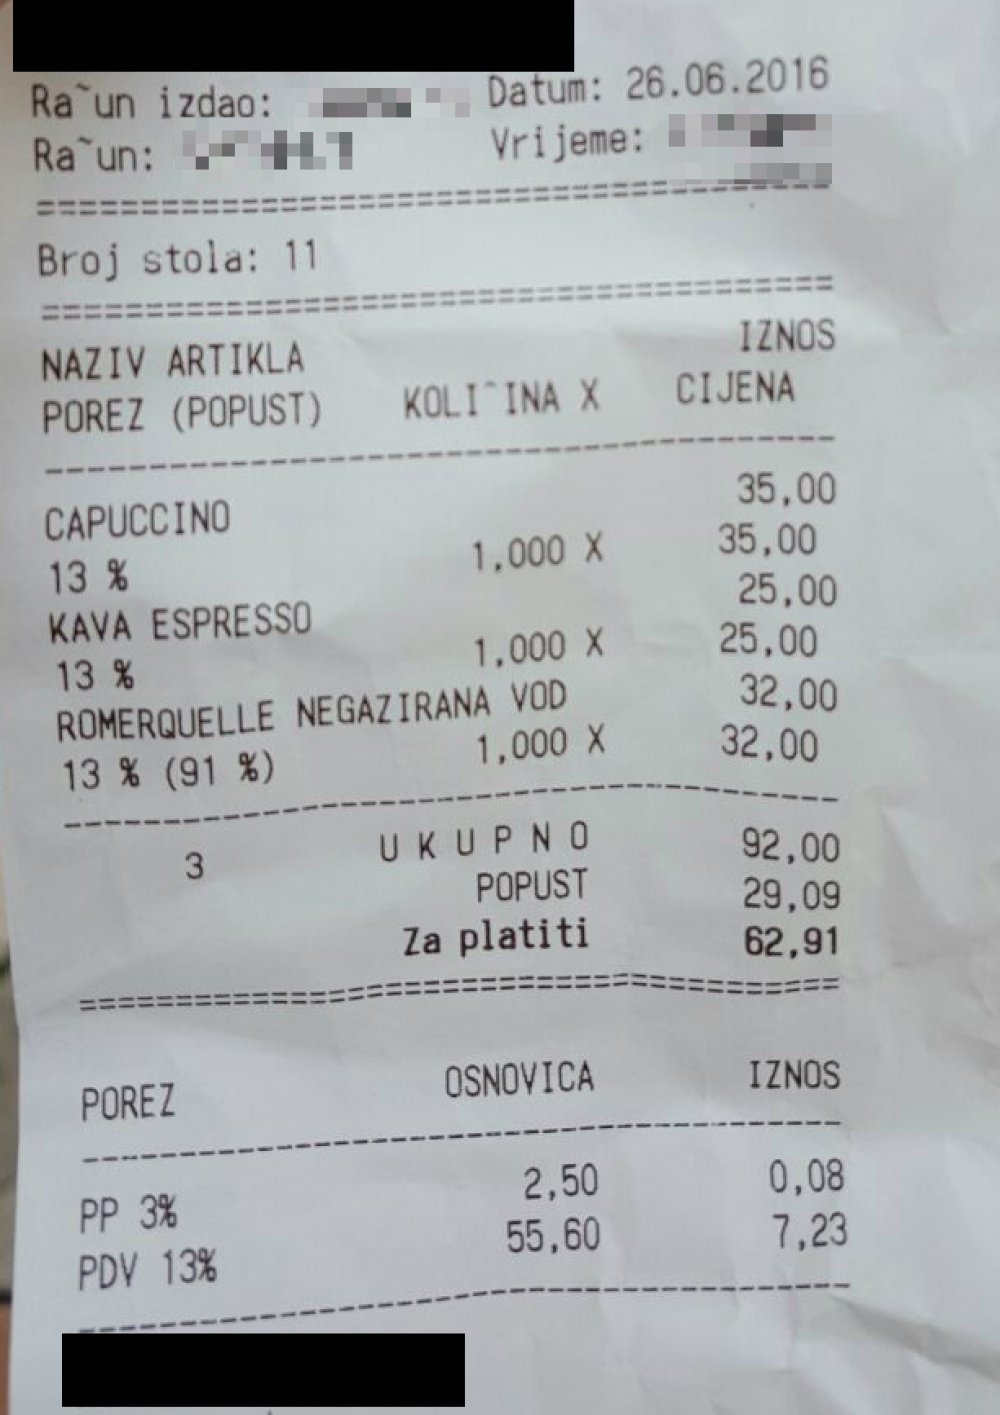 Ra~un izdao: Datum: 26.06.2016
Ra~un: Vrijeme:
======================================
Broj stola: 11
======================================
NAZIV ARTIKLA IZNOS
POREZ (POPUST) KOLI^INA X CIJENA
--------------------------------------
CAPUCCINO 35,00
13 % 1,000 X 35,00
KAVA ESPRESSO 25,00
13 % 1,000 X 25,00
ROMERQUELLE NEGAZIRANA VOD 32,00
13 % (91 %) 1,000 X 32,00
--------------------------------------
3 U K U P N O 92,00
POPUST 29,09
Za platiti 62,91
======================================
POREZ OSNOVICA IZNOS
--------------------------------------
PP 3% 2,50 0,08
PDV 13% 55,60 7,23
--------------------------------------